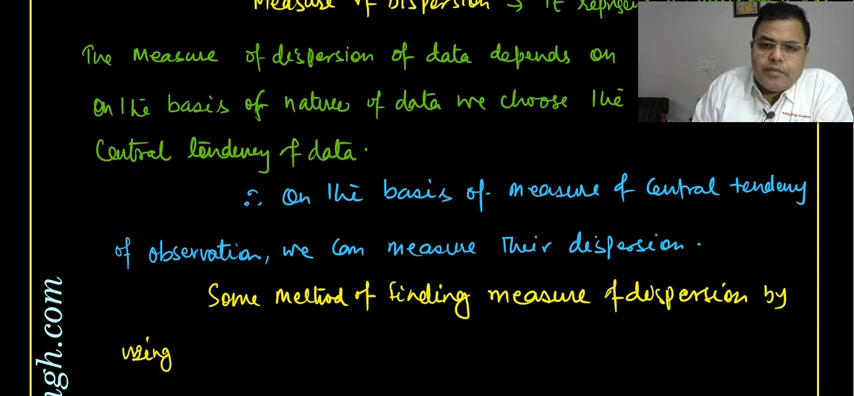 Measure of Dispersion → It represent
The Measure of dispersion of data depends on
on the basis of nature of data we choose the
Central tendency of data.
∴ On the basis of measure of central tendency
of observation, we can measure their dispersion.
Some method of finding measure of dispersion by
using
ngh.com